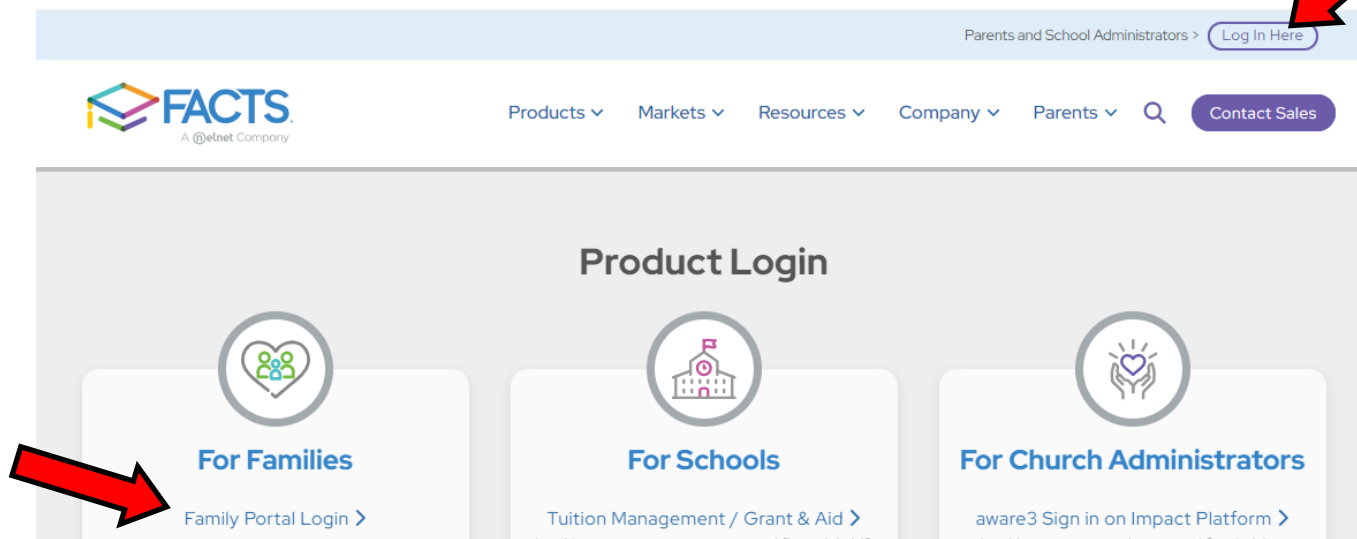 Parents and School Administrators > Log In Here
FACTS
A nelnet Company
Products Markets Resources Company Parents Contact Sales
Product Login
For Families
Family Portal Login >
For Schools
Tuition Management / Grant & Aid >
For Church Administrators
aware3 Sign in on Impact Platform >